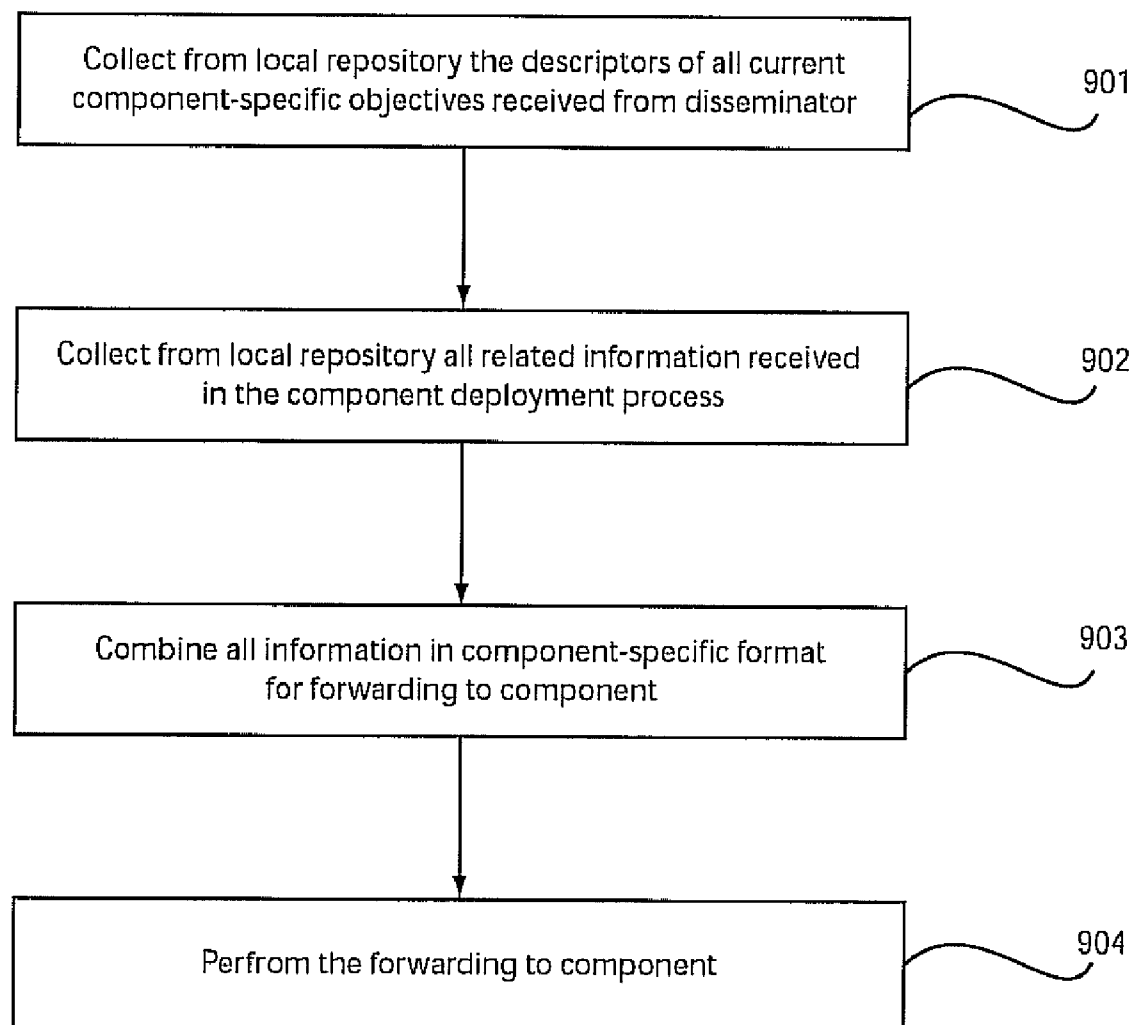 Collect from local repository the descriptors of all current
component-specific objectives received from disseminator
901
Collect from local repository all related information received
in the component deployment process
902
Combine all information in component-specific format
for forwarding to component
903
Perfrom the forwarding to component
904